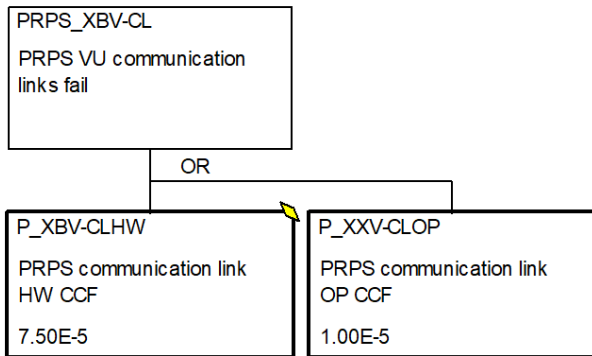 PRPS_XBV-CL
PRPS VU communication
links fail
OR
P_XBV-CLHW
PRPS communication link
HW CCF
7.50E-5
P_XXV-CLOP
PRPS communication link
OP CCF
1.00E-5